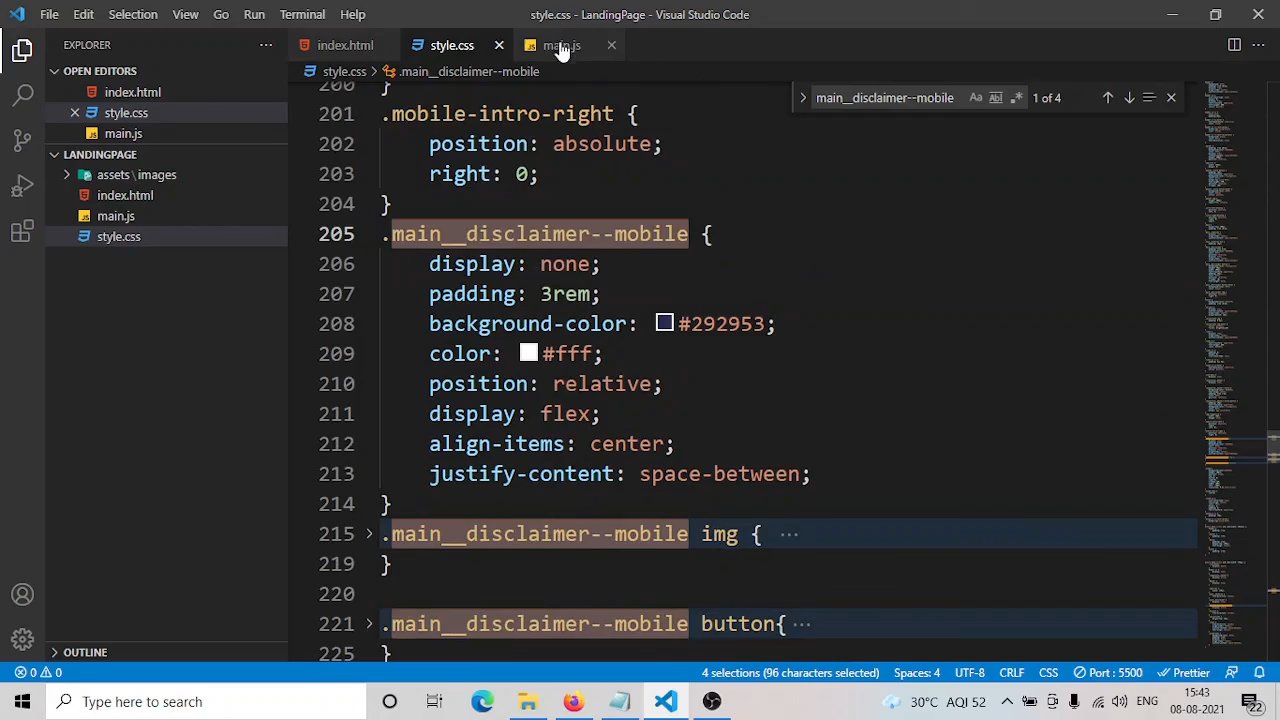 File Edit Selection View Go Run Terminal Help
style.css - LandingPage - Visual Studio Code
EXPLORER
index.html
style.css
main.js
OPEN EDITORS
index.html
style.css
main.js
LANDINGPAGE
assets\images
index.html
main.js
style.css
OUTLINE
style.css > .main__disclaimer--mobile
main__disclaimer--mobile
Aa
ab
1 of 4
200 }
201 .mobile-intro-right {
202 position: absolute;
203 right: 0;
204 }
205 .main__disclaimer--mobile {
206 display: none;
207 padding: 3rem;
208 background-color: #292953;
209 color: #fff;
210 position: relative;
211 display: flex;
212 align-items: center;
213 justify-content: space-between;
214 }
215 .main__disclaimer--mobile img { ...
219 }
220
221 .main__disclaimer--mobile button ...
225 }
0 0
4 selections (96 characters selected)
Spaces: 4
UTF-8
CRLF
CSS
Port : 5500
Prettier
Type here to search
30°C AQI 52
ENG
15:43
08-08-2021
22